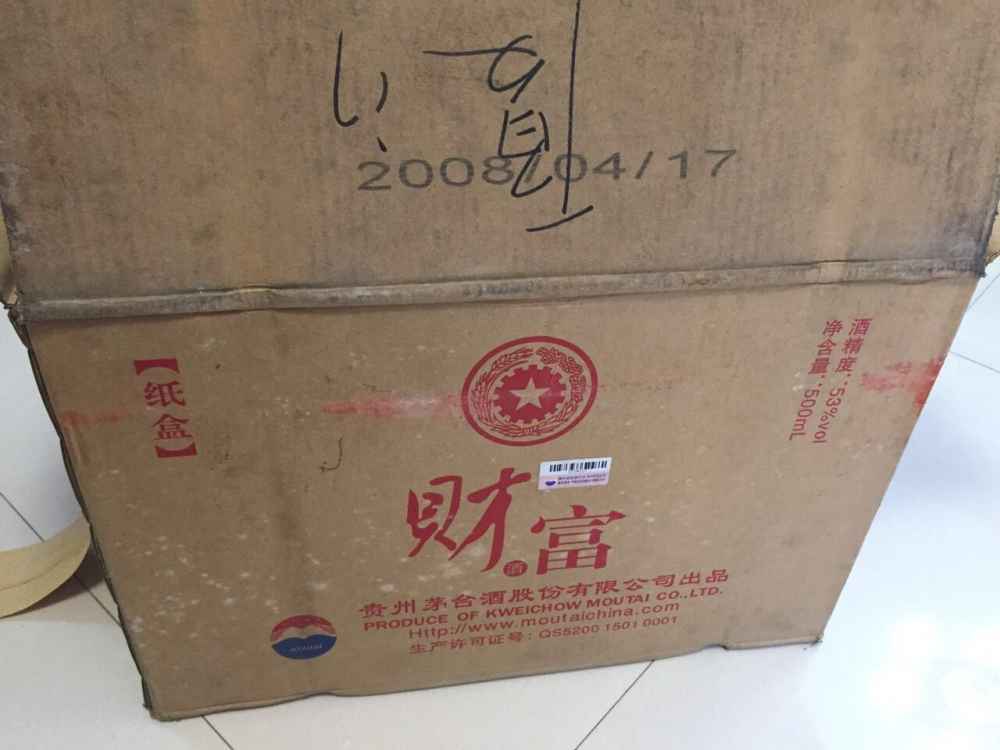 2008/04/17
【纸盒】
酒精度：53%vol
净含量：500mL
财富
酒
贵州茅台酒股份有限公司出品
PRODUCE OF KWEICHOW MOUTAI CO.,LTD.
Http://www.moutaichina.com
生产许可证号：QS5200 1501 0001